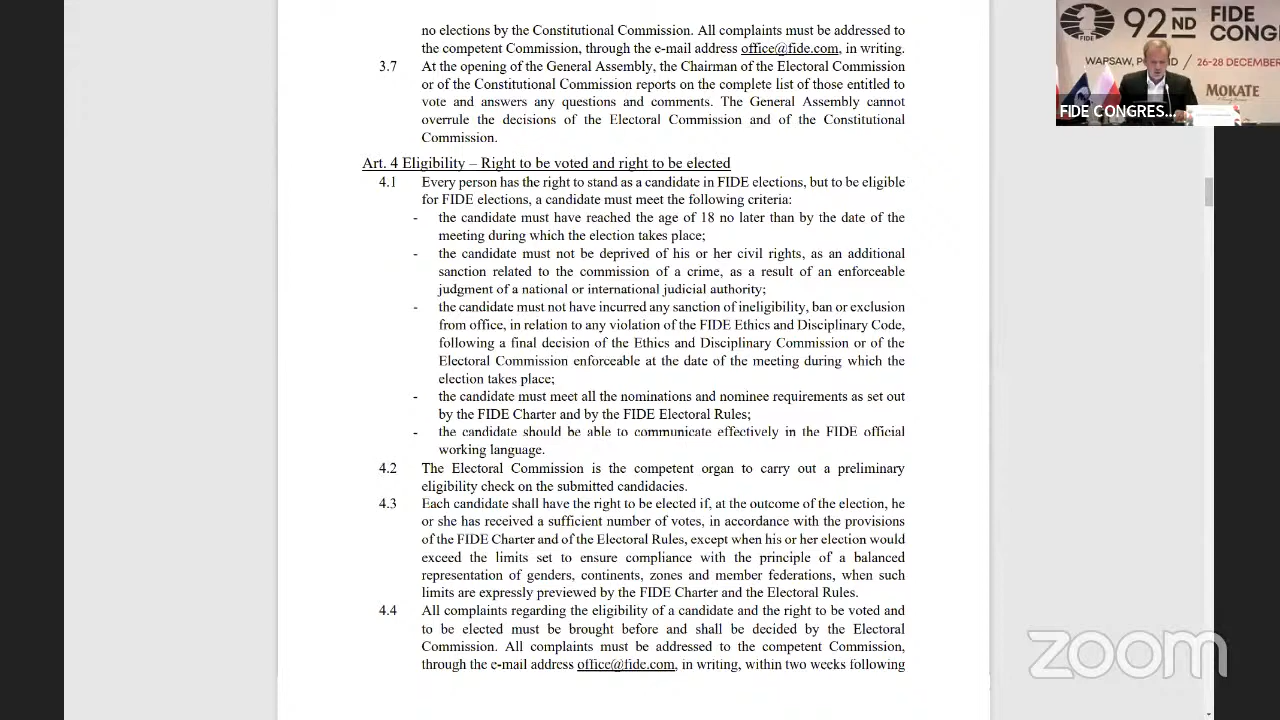 no elections by the Constitutional Commission. All complaints must be addressed to
the competent Commission, through the e-mail address office@fide.com, in writing.
3.7 At the opening of the General Assembly, the Chairman of the Electoral Commission
or of the Constitutional Commission reports on the complete list of those entitled to
vote and answers any questions and comments. The General Assembly cannot
overrule the decisions of the Electoral Commission and of the Constitutional
Commission.
Art. 4 Eligibility – Right to be voted and right to be elected
4.1 Every person has the right to stand as a candidate in FIDE elections, but to be eligible
for FIDE elections, a candidate must meet the following criteria:
- the candidate must have reached the age of 18 no later than by the date of the
meeting during which the election takes place;
- the candidate must not be deprived of his or her civil rights, as an additional
sanction related to the commission of a crime, as a result of an enforceable
judgment of a national or international judicial authority;
- the candidate must not have incurred any sanction of ineligibility, ban or exclusion
from office, in relation to any violation of the FIDE Ethics and Disciplinary Code,
following a final decision of the Ethics and Disciplinary Commission or of the
Electoral Commission enforceable at the date of the meeting during which the
election takes place;
- the candidate must meet all the nominations and nominee requirements as set out
by the FIDE Charter and by the FIDE Electoral Rules;
- the candidate should be able to communicate effectively in the FIDE official
working language.
4.2 The Electoral Commission is the competent organ to carry out a preliminary
eligibility check on the submitted candidacies.
4.3 Each candidate shall have the right to be elected if, at the outcome of the election, he
or she has received a sufficient number of votes, in accordance with the provisions
of the FIDE Charter and of the Electoral Rules, except when his or her election would
exceed the limits set to ensure compliance with the principle of a balanced
representation of genders, continents, zones and member federations, when such
limits are expressly previewed by the FIDE Charter and the Electoral Rules.
4.4 All complaints regarding the eligibility of a candidate and the right to be voted and
to be elected must be brought before and shall be decided by the Electoral
Commission. All complaints must be addressed to the competent Commission,
through the e-mail address office@fide.com, in writing, within two weeks following
FIDE
92ND FIDE
CONG
/ 26-28 DECEMBER
MOKATE
FIDE CONGRES...
zoom